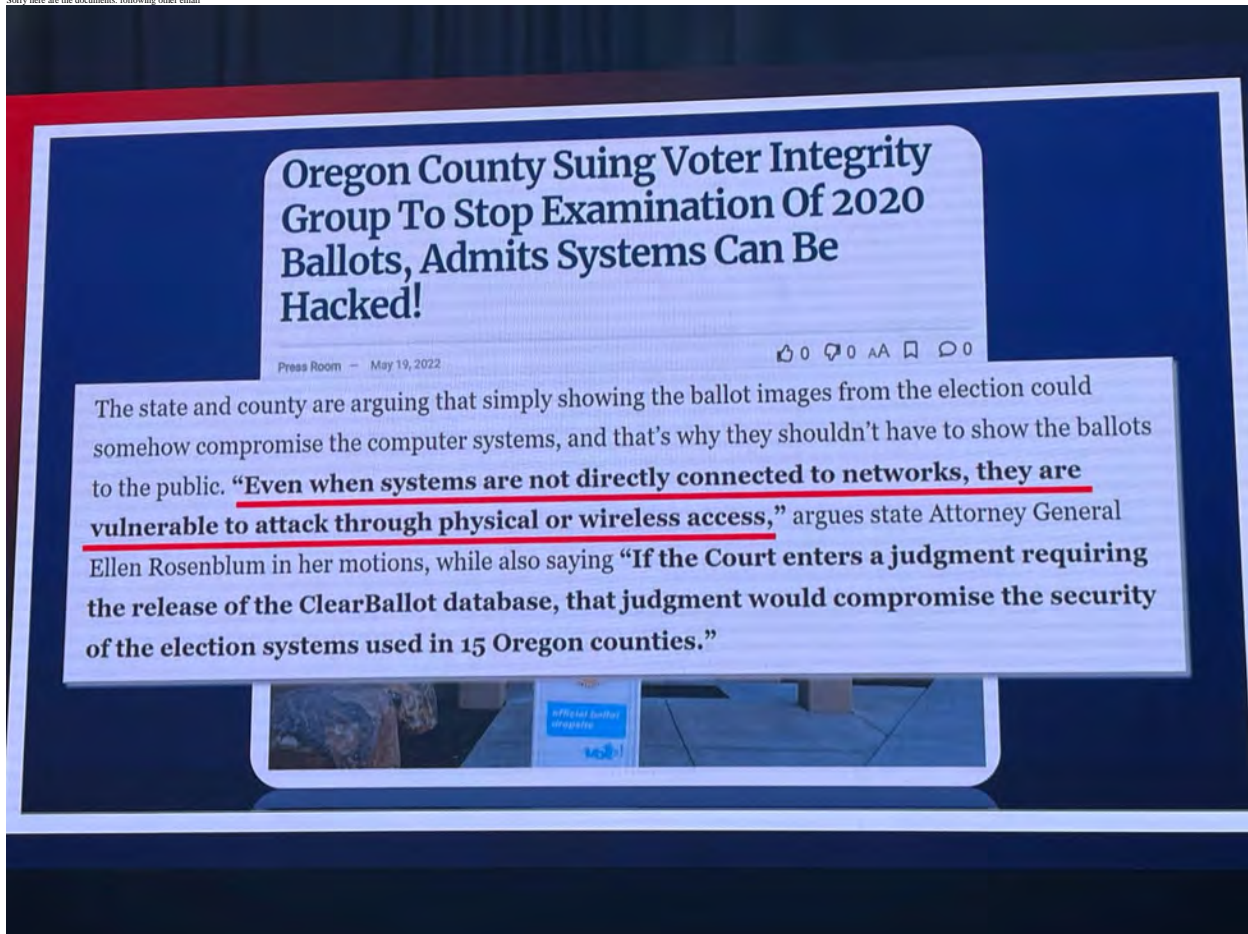 Sorry here are the documents. following other email
Oregon County Suing Voter Integrity
Group To Stop Examination Of 2020
Ballots, Admits Systems Can Be
Hacked!
Press Room – May 19, 2022
0 0 AA 0
The state and county are arguing that simply showing the ballot images from the election could
somehow compromise the computer systems, and that's why they shouldn't have to show the ballots
to the public. “Even when systems are not directly connected to networks, they are
vulnerable to attack through physical or wireless access,” argues state Attorney General
Ellen Rosenblum in her motions, while also saying “If the Court enters a judgment requiring
the release of the ClearBallot database, that judgment would compromise the security
of the election systems used in 15 Oregon counties.”
official ballot
dropsite